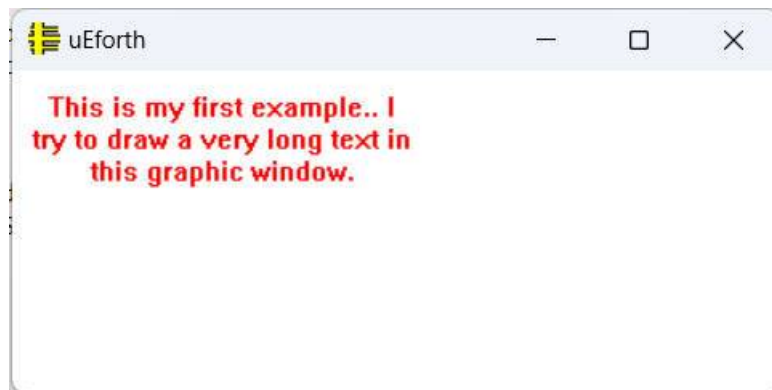 uEforth
This is my first example.. I
try to draw a very long text in
this graphic window.